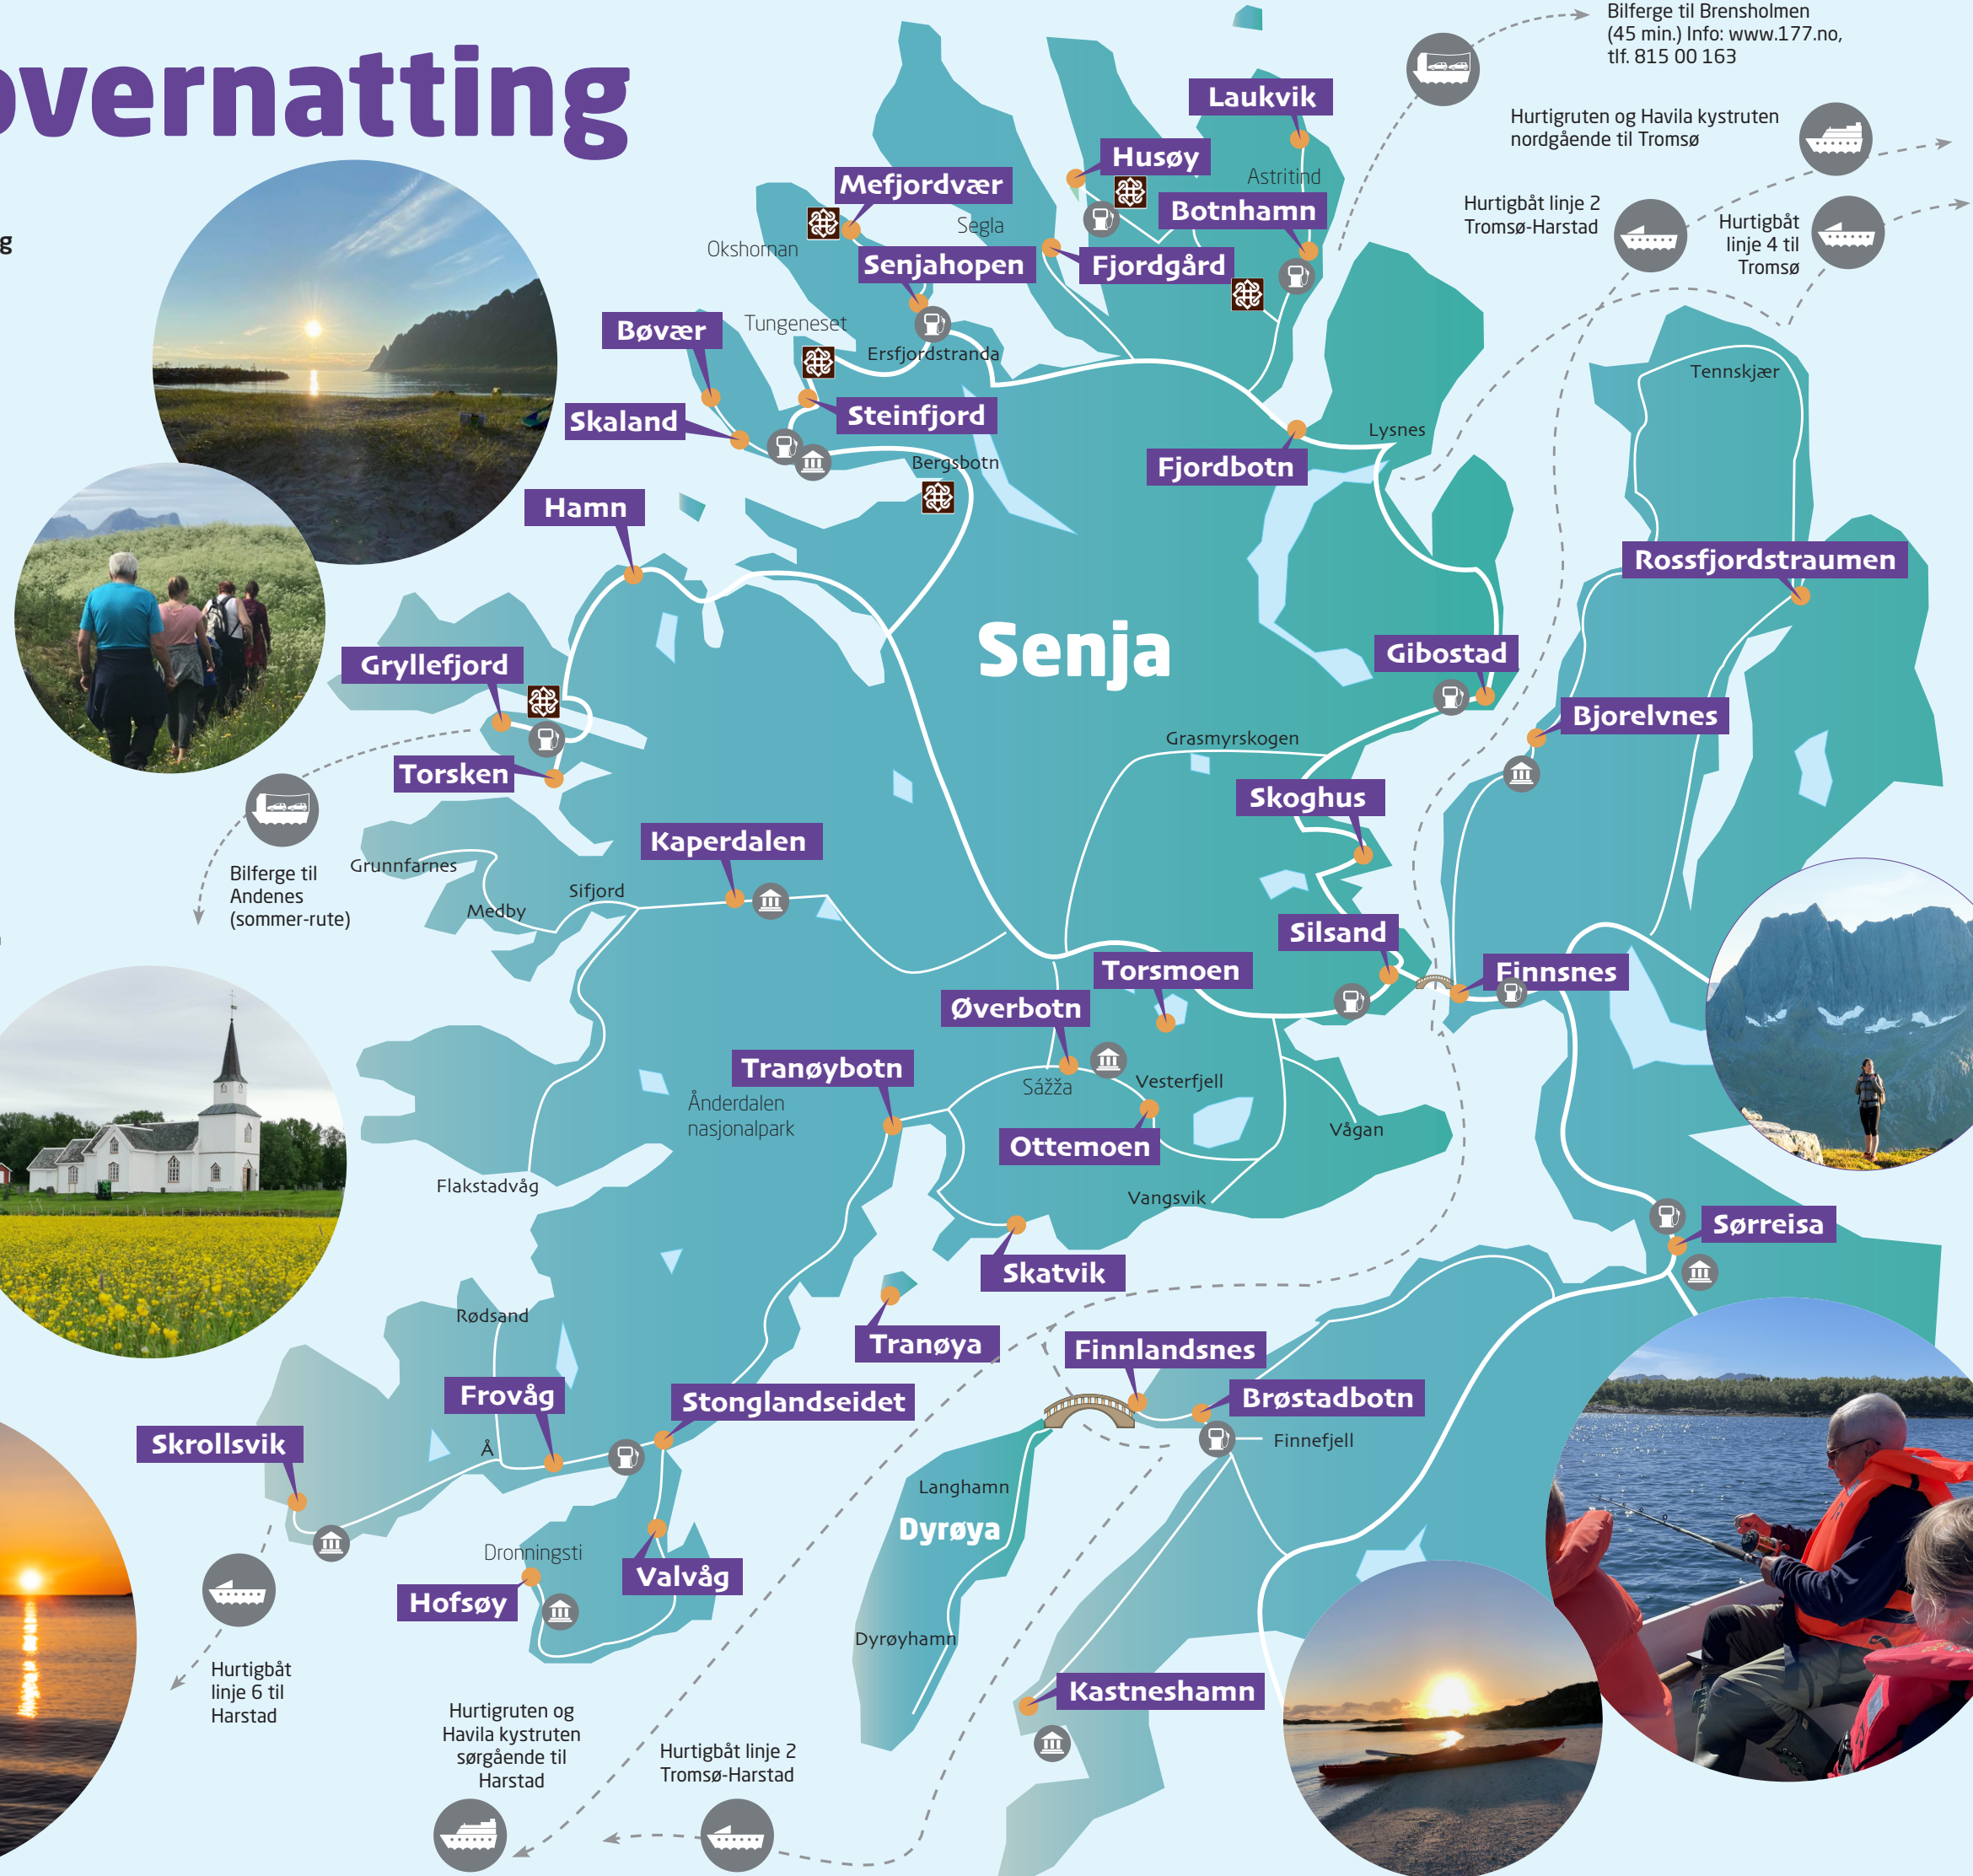 overnatting
g
Bilferge til Brensholmen
(45 min.) Info: www.177.no,
tlf. 815 00 163
Laukvik
Hurtigruten og Havila kystruten
nordgående til Tromsø
Husøy
Mefjordvær
Astritind
Botnhamn
Hurtigbåt linje 2
Tromsø-Harstad
Hurtigbåt
linje 4 til
Tromsø
Segla
Okshornan
Senjahopen
Fjordgård
Bøvær
Tungeneset
Ersfjordstranda
Tennskjær
Skaland
Steinfjord
Lysnes
Bergsbotn
Fjordbotn
Hamn
Rossfjordstraumen
Senja
Gryllefjord
Gibostad
Bjorelvnes
Grasmyrskogen
Torsken
Skoghus
Kaperdalen
Grunnfarnes
Bilferge til
Andenes
(sommer-rute)
Sifjord
Medby
Silsand
Torsmoen
Finnsnes
Øverbotn
Tranøybotn
Sážža
Vesterfjell
Ånderdalen
nasjonalpark
Vågan
Ottemoen
Flakstadvåg
Vangsvik
Sørreisa
Skatvik
Rødsand
Tranøya
Finnlandsnes
Frovåg
Stonglandseidet
Brøstadbotn
Skrollsvik
Å
Finnefjell
Langhamn
Dyrøya
Dronningsti
Valvåg
Hofsøy
Dyrøyhamn
Hurtigbåt
linje 6 til
Harstad
Kastneshamn
Hurtigruten og
Havila kystruten
sørgående til
Harstad
Hurtigbåt linje 2
Tromsø-Harstad